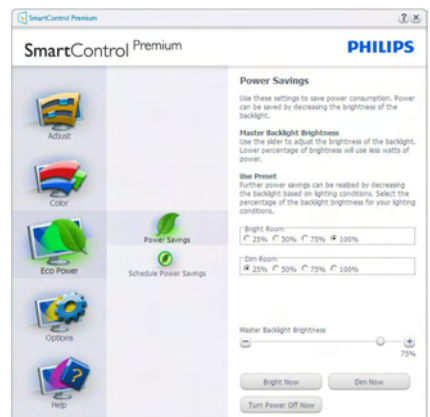 SmartControl Premium
SmartControl Premium
PHILIPS
Adjust
Color
Eco Power
Options
Help
Power Savings
Schedule Power Savings
Power Savings
Use these settings to save power consumption. Power
can be saved by decreasing the brightness of the
backlight.
Master Backlight Brightness
Use the slider to adjust the brightness of the backlight.
Lower percentage of brightness will use less watts of
power.
Use Preset
Further power savings can be realized by decreasing
the backlight based on lighting conditions. Select the
percentage of the backlight brightness for your lighting
conditions.
Bright Room
25% 50% 75% 100%
Dim Room
25% 50% 75% 100%
Master Backlight Brightness
75%
Bright Now Dim Now
Turn Power Off Now